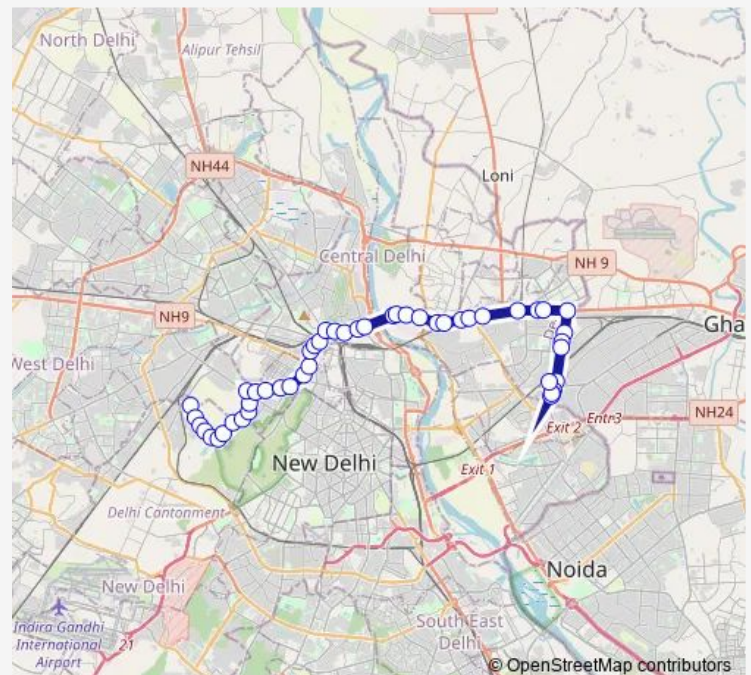 North Delhi
Alipur Tehsil
NH44
Loni
Central Delhi
NH 9
NH9
Gha
West Delhi
NH24
Entr3
Exit 2
Exit 1
New Delhi
Delhi Cantonment
New Delhi
Noida
Indira Gandhi
International
Airport
21
South East
Delhi
© OpenStreetMap contributors